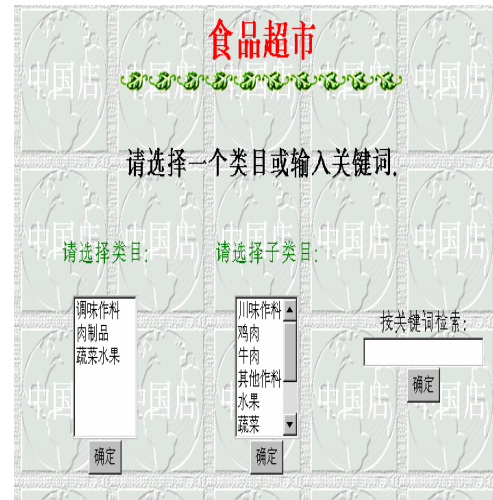 食品超市
请选择一个类目或输入关键词.
请选择类目:
调味作料
肉制品
蔬菜水果
确定
请选择子类目:
川味作料
鸡肉
牛肉
其他作料
水果
蔬菜
确定
按关键词检索:
确定
中国店